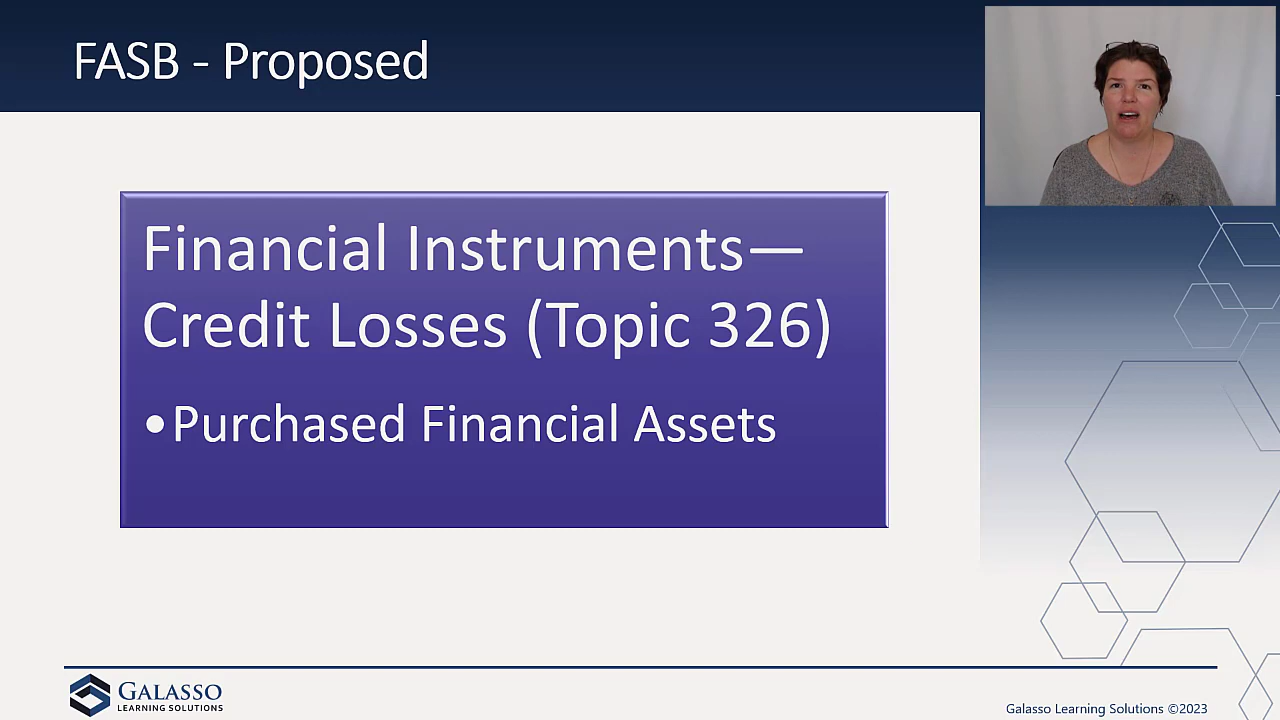 FASB - Proposed
Financial Instruments—
Credit Losses (Topic 326)
•Purchased Financial Assets
GALASSO
LEARNING SOLUTIONS
Galasso Learning Solutions ©2023